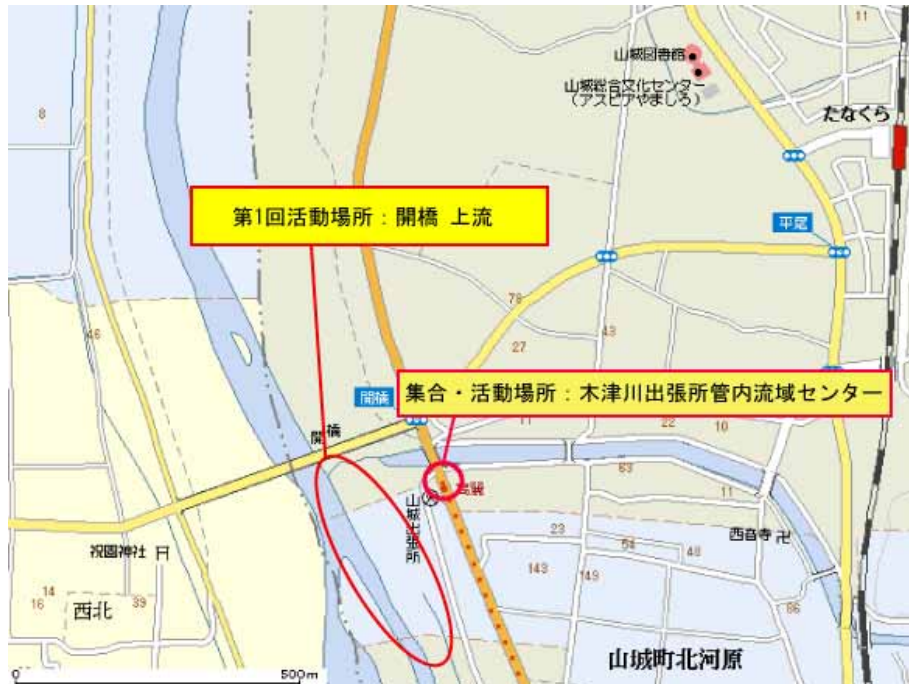 11
山城図書館
山城総合文化センター
(アスピアやましろ)
たなくら
8
第1回活動場所：開橋 上流
平尾
46
78
43
27
集合・活動場所：木津川出張所管内流域センター
開橋
11
22
10
開橋
63
高麗
11
山城出張所
23
54
48
西音寺
祝園神社
143
149
14
16
39
86
西北
山城町北河原
0
500m